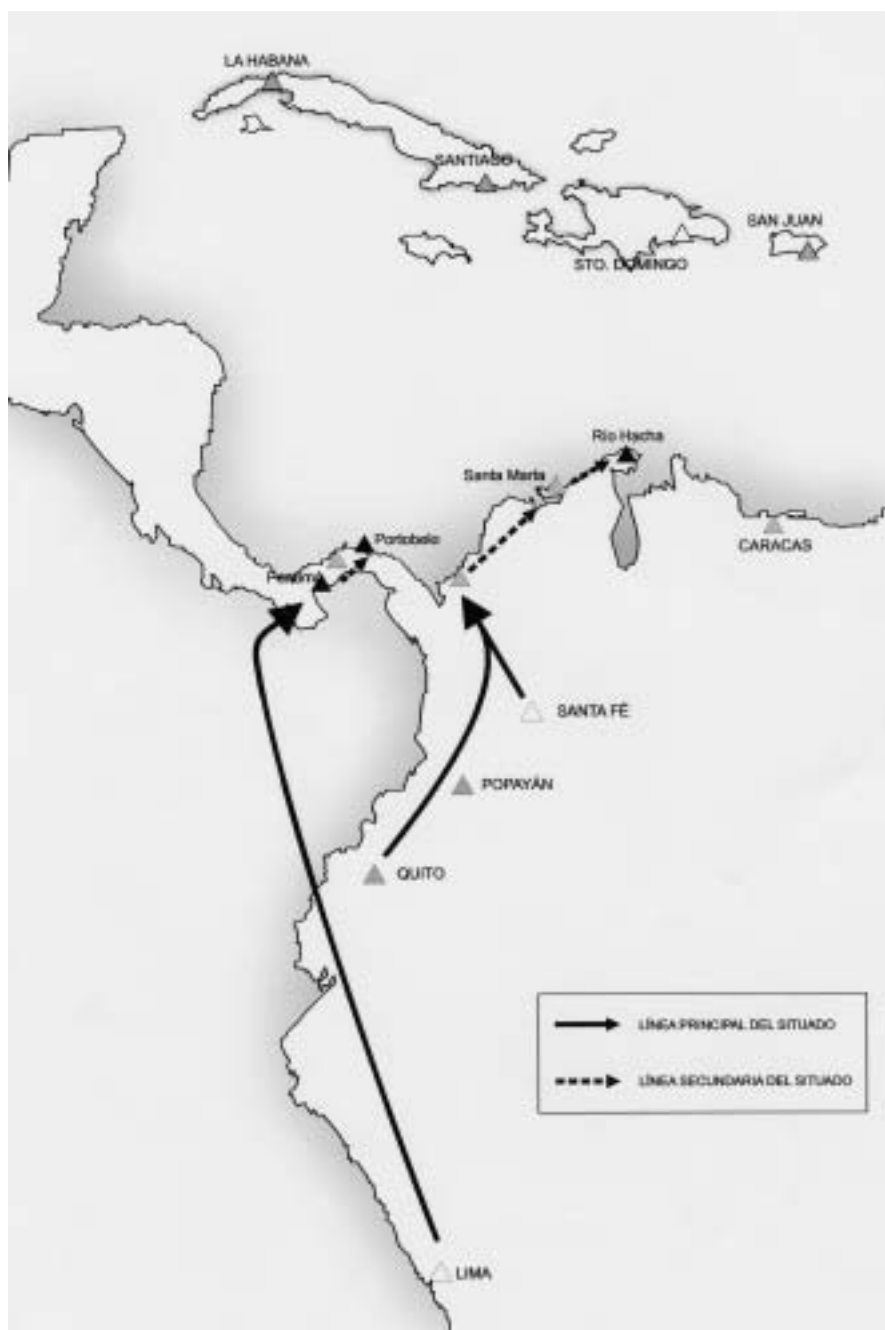 LA HABANA
SANTIAGO
SAN JUAN
STO. DOMINGO
Río Hacha
Santa Marta
Portobelo
CARACAS
Panamá
SANTA FÉ
POPAYÁN
QUITO
LÍNEA PRINCIPAL DEL SITUADO
LÍNEA SECUNDARIA DEL SITUADO
LIMA